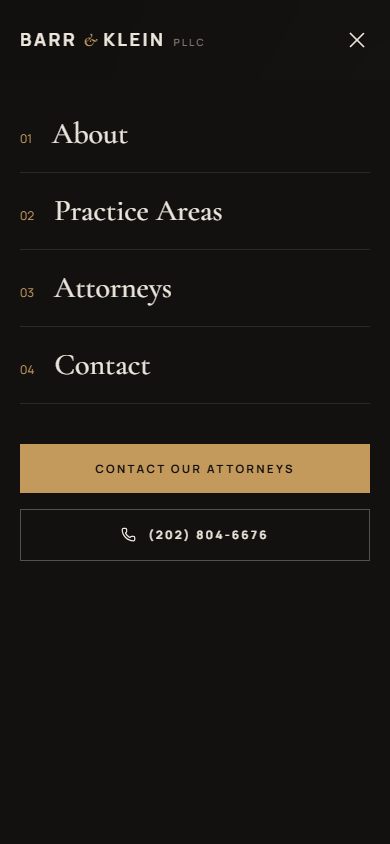 BARR & KLEIN PLLC
01 About
02 Practice Areas
03 Attorneys
04 Contact
CONTACT OUR ATTORNEYS
(202) 804-6676